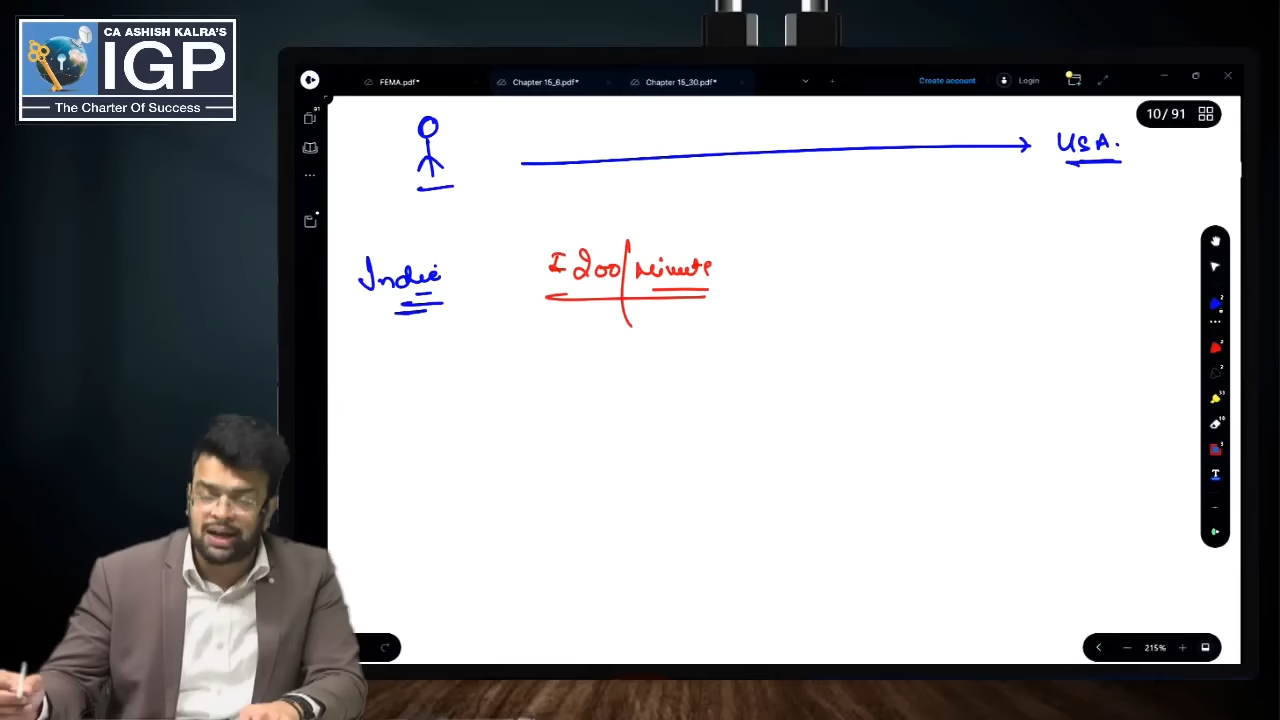 CA ASHISH KALRA'S
IGP
The Charter Of Success
FEMA.pdf*
Chapter 15_6.pdf*
Chapter 15_30.pdf*
Create account
Login
91
10/ 91
USA.
India
₹ 200/minute
215%